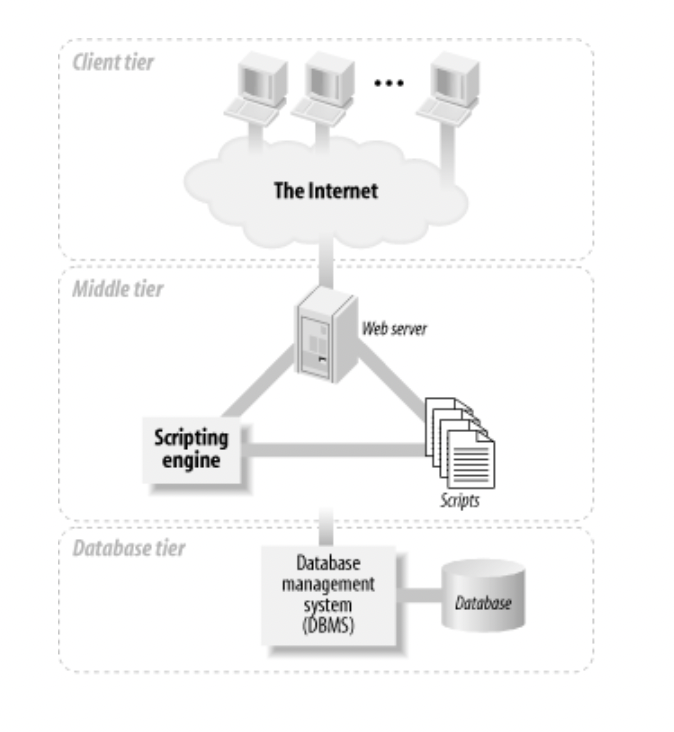 Client tier
The Internet
Middle tier
Web server
Scripting
engine
Scripts
Database tier
Database
management
system
(DBMS)
Database